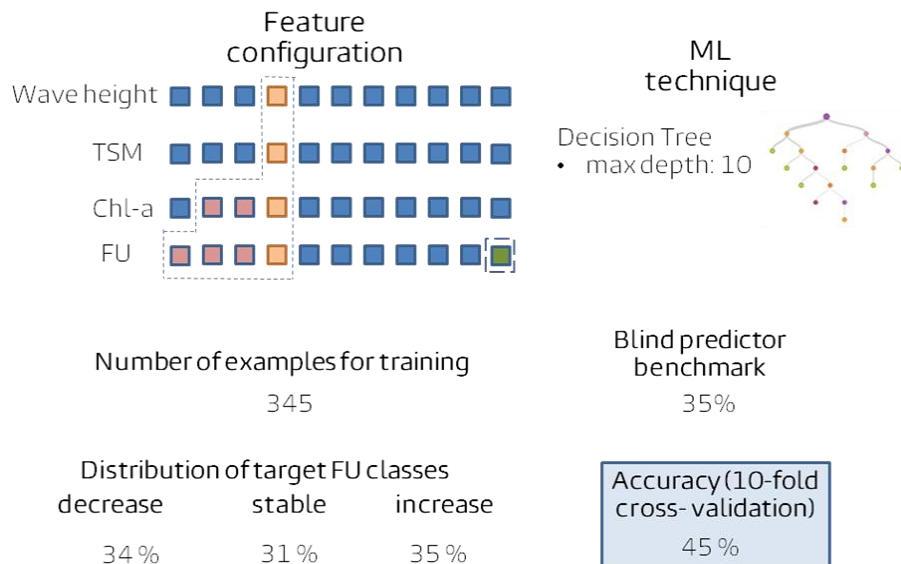 Feature
configuration
Wave height
TSM
Chl-a
FU
ML
technique
Decision Tree
• max depth: 10
Number of examples for training
345
Blind predictor
benchmark
35%
Distribution of target FU classes
decrease stable increase
34 % 31 % 35 %
Accuracy (10-fold
cross- validation)
45 %